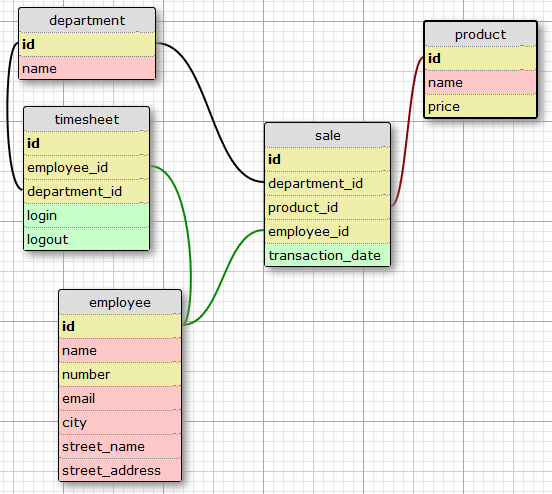 department
id
name
timesheet
id
employee_id
department_id
login
logout
employee
id
name
number
email
city
street_name
street_address
sale
id
department_id
product_id
employee_id
transaction_date
product
id
name
price